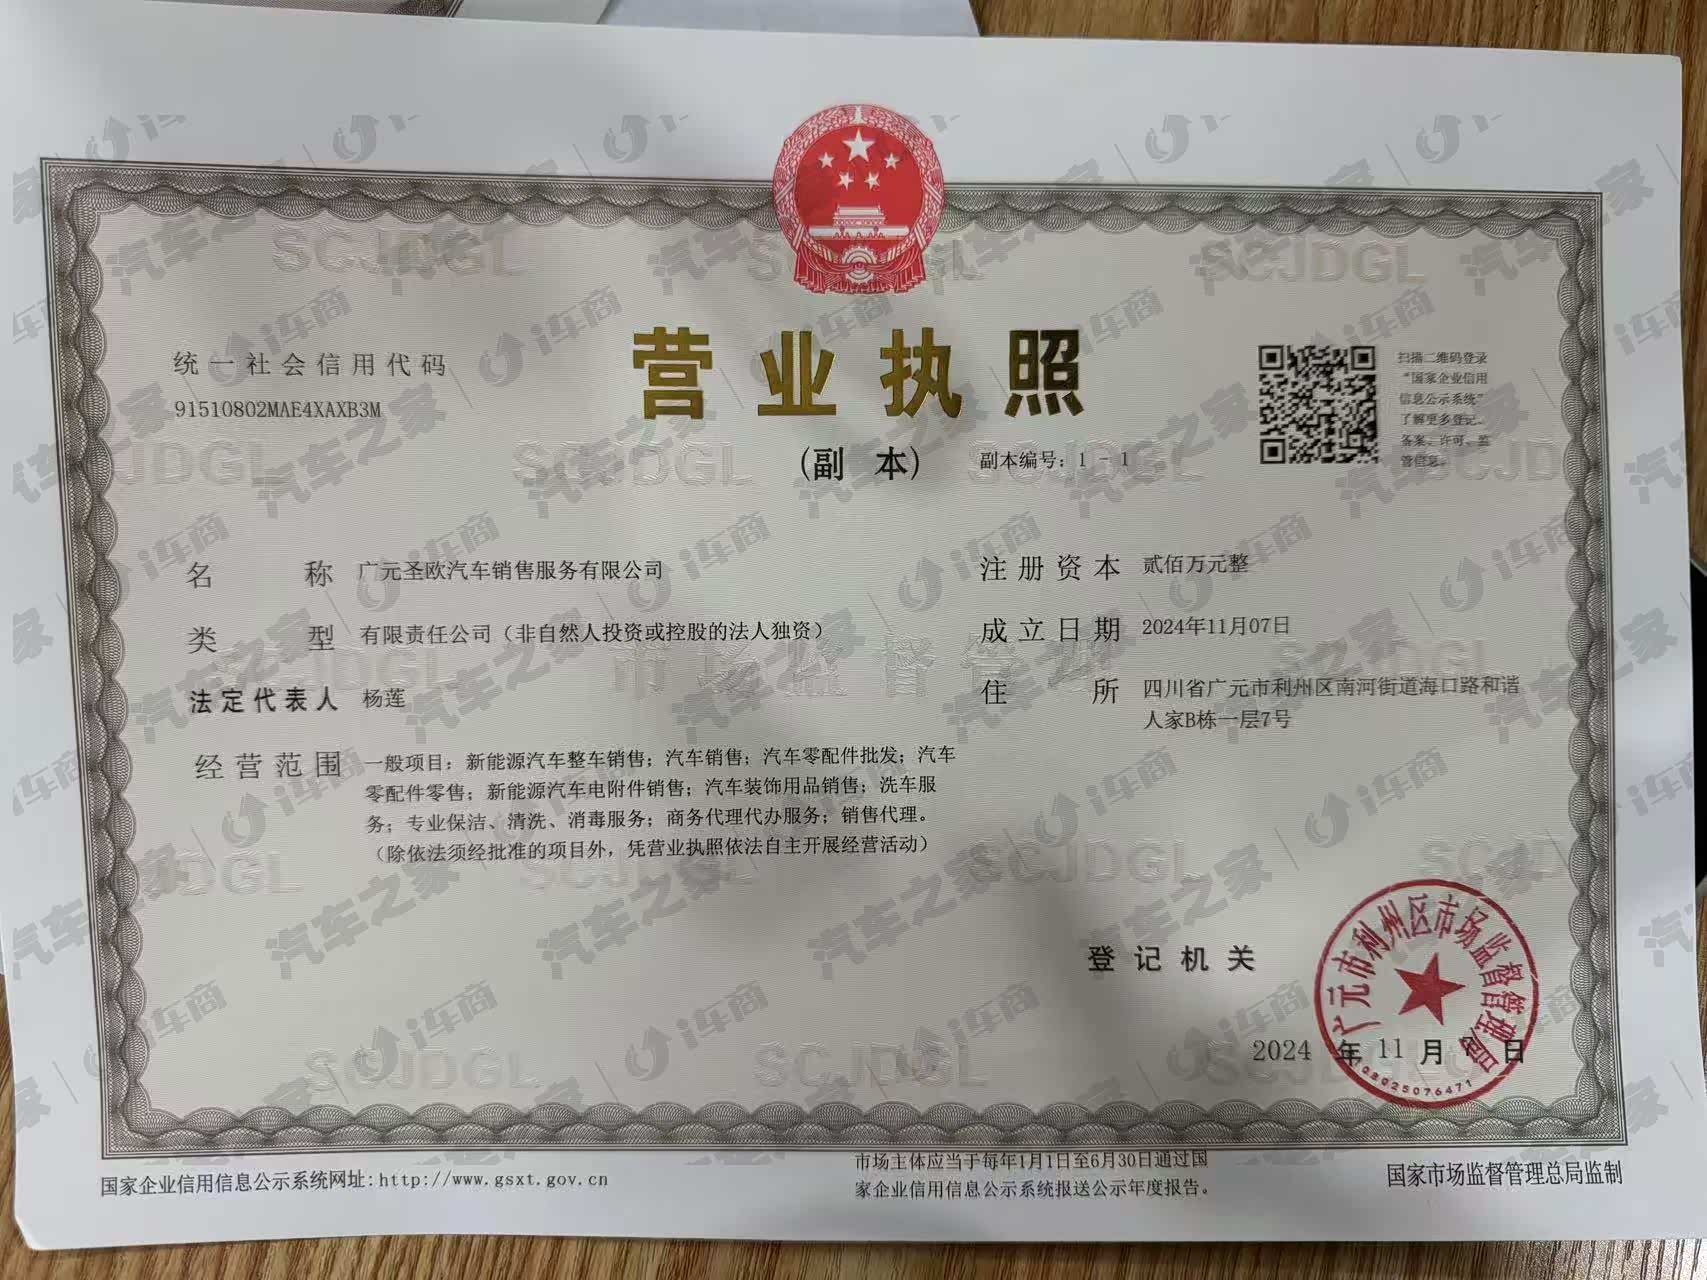 营业执照
(副 本)
副本编号：1 - 1
统一社会信用代码
91510802MAE4XAXB3M
扫描二维码登录
“国家企业信用
信息公示系统”
了解更多登记、
备案、许可、监
管信息。
名 称 广元圣欧汽车销售服务有限公司
类 型 有限责任公司（非自然人投资或控股的法人独资）
法定代表人 杨莲
经营范围 一般项目：新能源汽车整车销售；汽车销售；汽车零配件批发；汽车
零配件零售；新能源汽车电附件销售；汽车装饰用品销售；洗车服
务；专业保洁、清洗、消毒服务；商务代理代办服务；销售代理。
（除依法须经批准的项目外，凭营业执照依法自主开展经营活动）
注册资本 贰佰万元整
成立日期 2024年11月07日
住 所 四川省广元市利州区南河街道海口路和谐
人家B栋一层7号
登记机关
广元市利州区市场监督管理局
2024 年 11 月 日
国家企业信用信息公示系统网址：http://www.gsxt.gov.cn
市场主体应当于每年1月1日至6月30日通过国
家企业信用信息公示系统报送公示年度报告。
国家市场监督管理总局监制
SCJDGL
市场监督管理
汽车之家
i车商